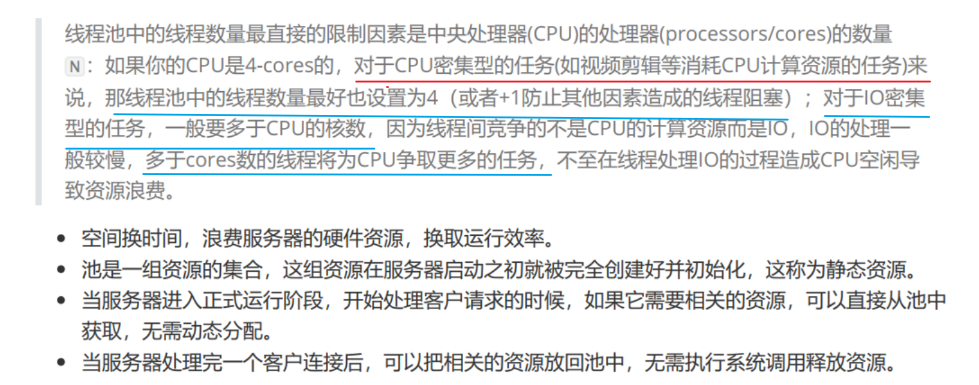 线程池中的线程数量最直接的限制因素是中央处理器(CPU)的处理器(processors/cores)的数量
N：如果你的CPU是4-cores的，对于CPU密集型的任务(如视频剪辑等消耗CPU计算资源的任务)来
说，那线程池中的线程数量最好也设置为4（或者+1防止其他因素造成的线程阻塞）；对于IO密集
型的任务，一般要多于CPU的核数，因为线程间竞争的不是CPU的计算资源而是IO，IO的处理一
般较慢，多于cores数的线程将为CPU争取更多的任务，不至在线程处理IO的过程造成CPU空闲导
致资源浪费。
• 空间换时间，浪费服务器的硬件资源，换取运行效率。
• 池是一组资源的集合，这组资源在服务器启动之初就被完全创建好并初始化，这称为静态资源。
• 当服务器进入正式运行阶段，开始处理客户请求的时候，如果它需要相关的资源，可以直接从池中
获取，无需动态分配。
• 当服务器处理完一个客户连接后，可以把相关的资源放回池中，无需执行系统调用释放资源。